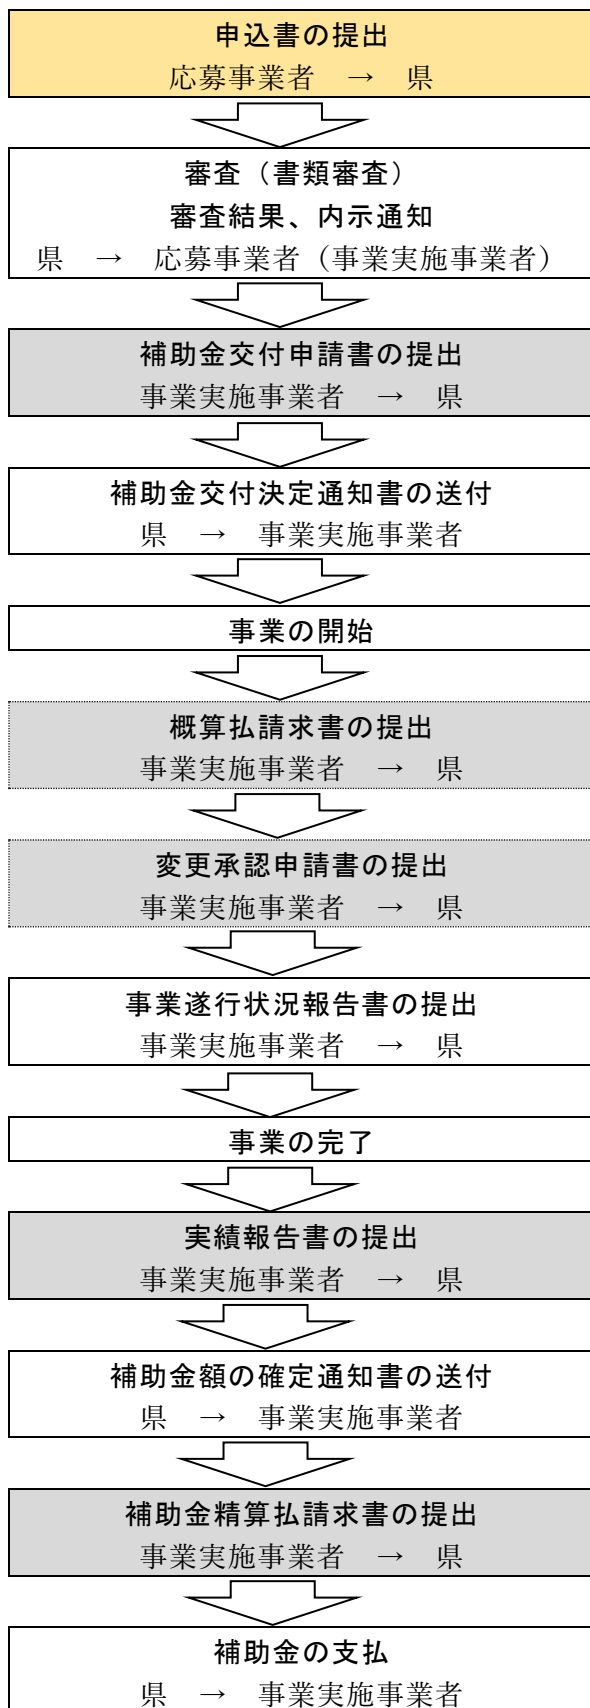 申込書の提出
応募事業者　→　県
審査（書類審査）
審査結果、内示通知
県　→　応募事業者（事業実施事業者）
補助金交付申請書の提出
事業実施事業者　→　県
補助金交付決定通知書の送付
県　→　事業実施事業者
事業の開始
概算払請求書の提出
事業実施事業者　→　県
変更承認申請書の提出
事業実施事業者　→　県
事業遂行状況報告書の提出
事業実施事業者　→　県
事業の完了
実績報告書の提出
事業実施事業者　→　県
補助金額の確定通知書の送付
県　→　事業実施事業者
補助金精算払請求書の提出
事業実施事業者　→　県
補助金の支払
県　→　事業実施事業者